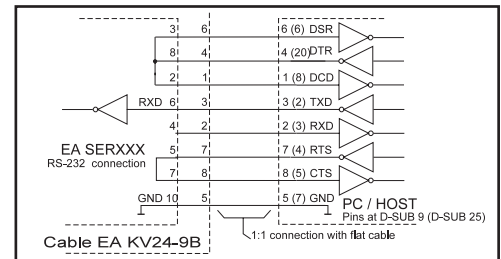 3 6 6 (6) DSR
8 4 4 (20) DTR
2 1 1 (8) DCD
RXD 6 3 3 (2) TXD
4 2 2 (3) RXD
EA SERXXX
RS-232 connection
5 7 7 (4) RTS
7 8 8 (5) CTS
GND 10 5 5 (7) GND
PC / HOST
Pins at D-SUB 9 (D-SUB 25)
1:1 connection with flat cable
Cable EA KV24-9B